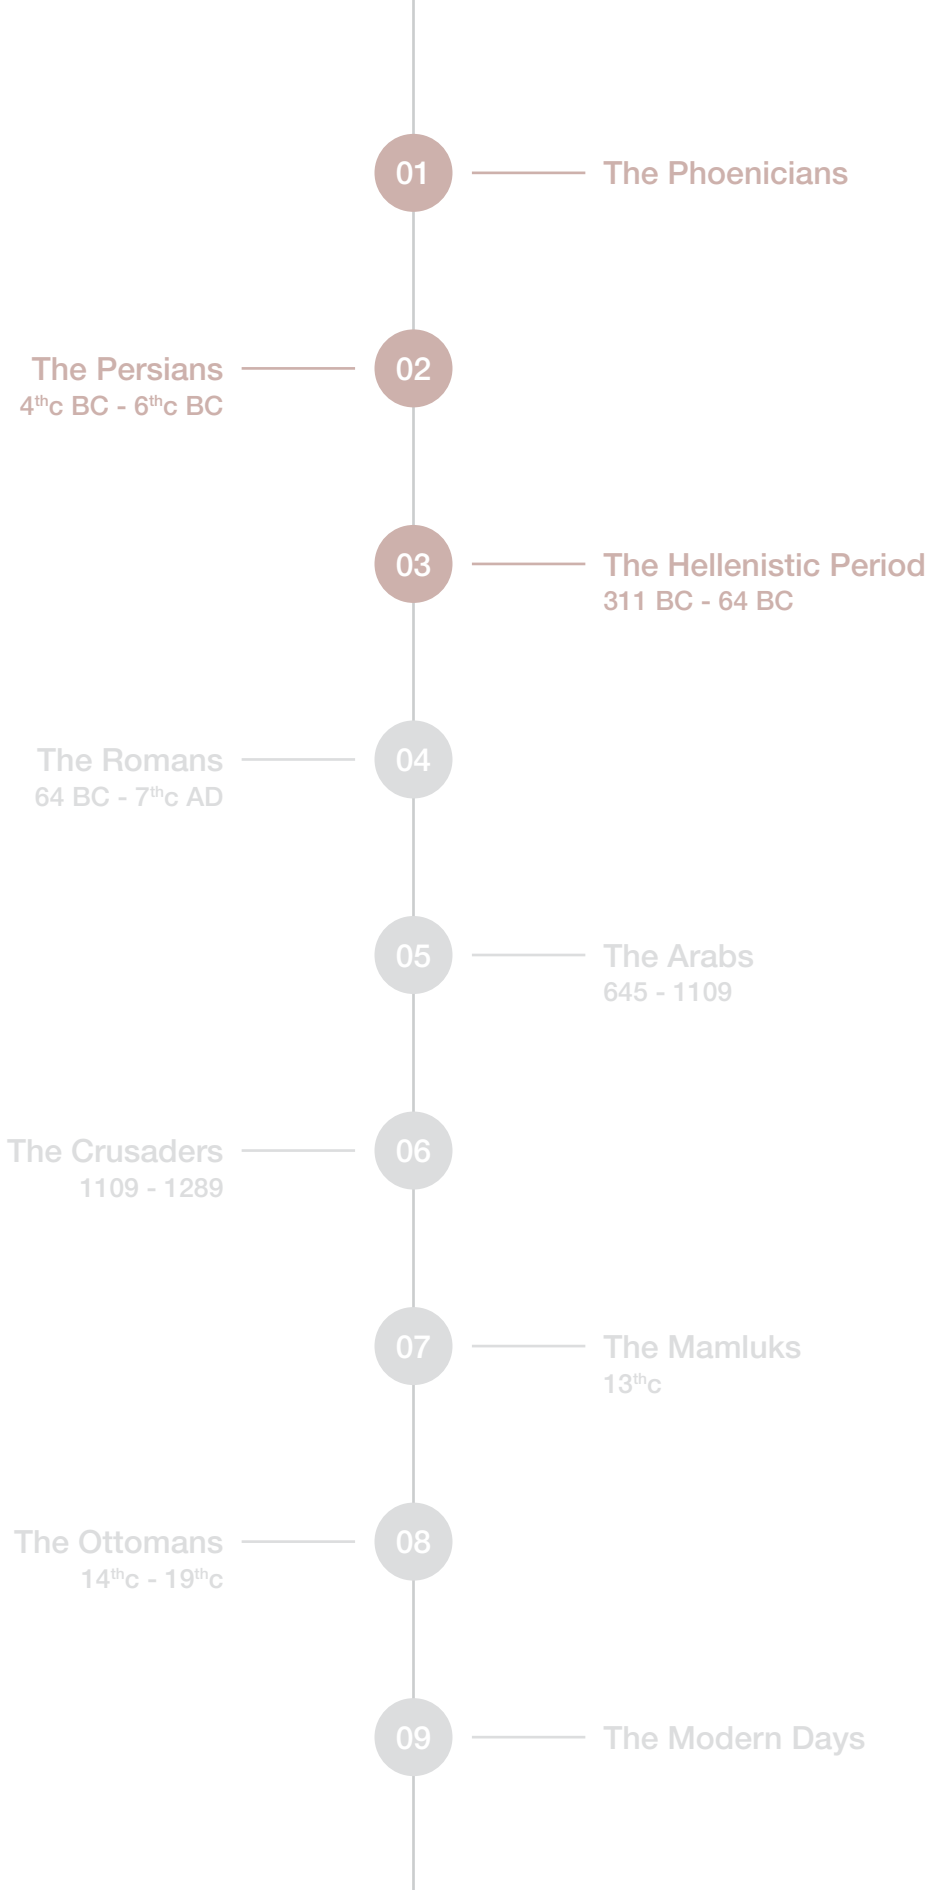 01
The Phoenicians
02
The Persians
4thc BC - 6thc BC
03
The Hellenistic Period
311 BC - 64 BC
04
The Romans
64 BC - 7thc AD
05
The Arabs
645 - 1109
06
The Crusaders
1109 - 1289
07
The Mamluks
13thc
08
The Ottomans
14thc - 19thc
09
The Modern Days